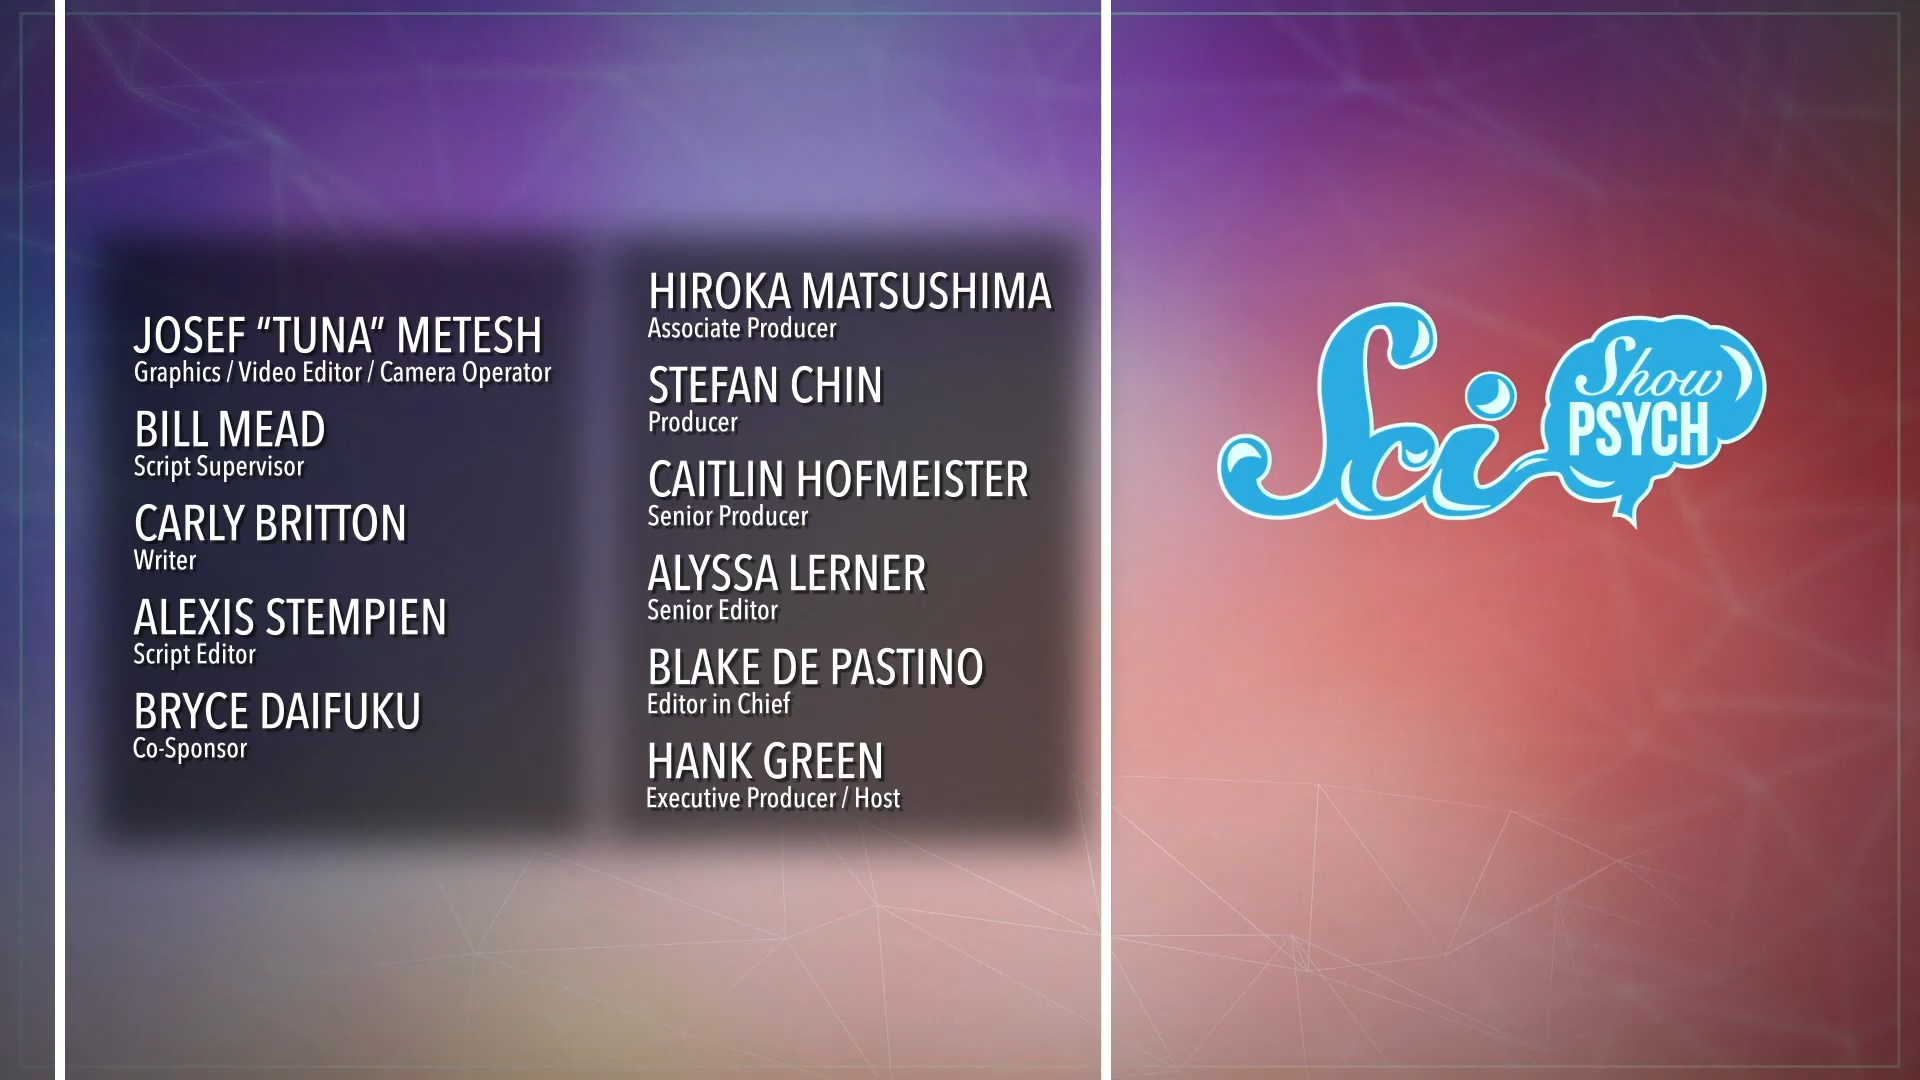 JOSEF “TUNA” METESH
Graphics / Video Editor / Camera Operator
BILL MEAD
Script Supervisor
CARLY BRITTON
Writer
ALEXIS STEMPIEN
Script Editor
BRYCE DAIFUKU
Co-Sponsor
HIROKA MATSUSHIMA
Associate Producer
STEFAN CHIN
Producer
CAITLIN HOFMEISTER
Senior Producer
ALYSSA LERNER
Senior Editor
BLAKE DE PASTINO
Editor in Chief
HANK GREEN
Executive Producer / Host
Sci Show
PSYCH